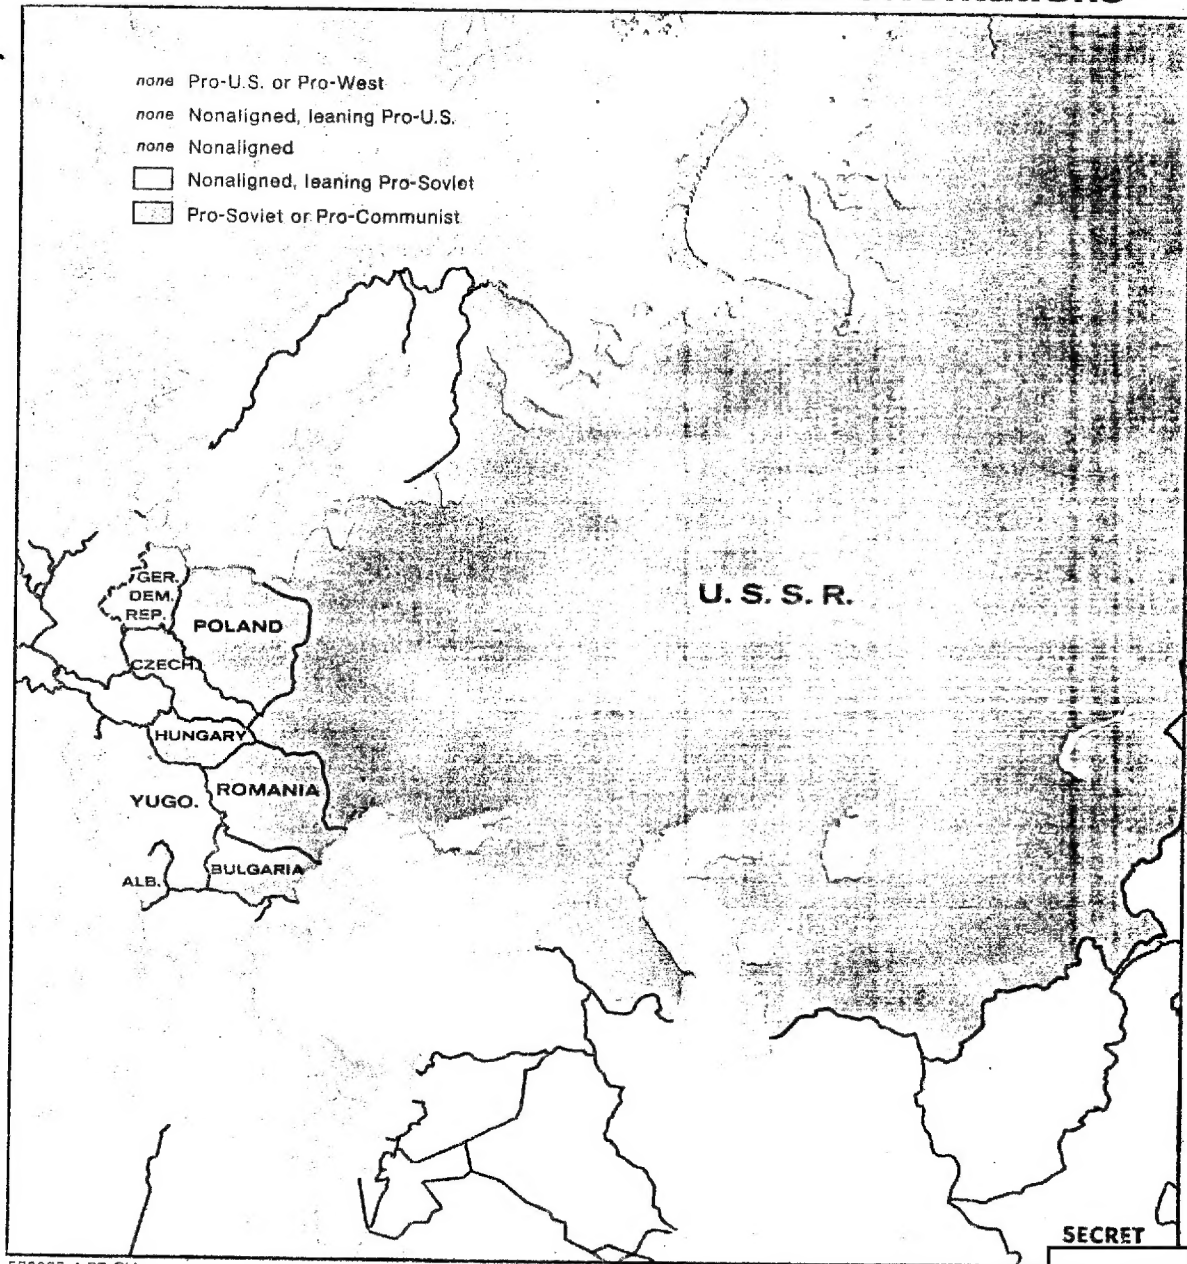 none Pro-U.S. or Pro-West
none Nonaligned, leaning Pro-U.S.
none Nonaligned
Nonaligned, leaning Pro-Soviet
Pro-Soviet or Pro-Communist
GER.
DEM.
REP.
POLAND
U. S. S. R.
CZECH.
HUNGARY
ROMANIA
YUGO.
BULGARIA
ALB.
SECRET